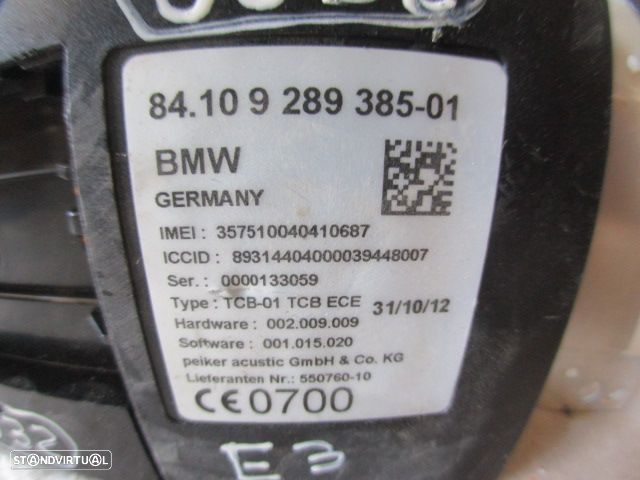 84.10 9 289 385-01
BMW
GERMANY
IMEI : 357510040410687
ICCID : 89314404000039448007
Ser. : 0000133059
Type : TCB-01 TCB ECE 31/10/12
Hardware : 002.009.009
Software : 001.015.020
peiker acustic GmbH & Co. KG
Lieferanten Nr.: 550760-10
CE0700
E3
STANDVIRTUAL